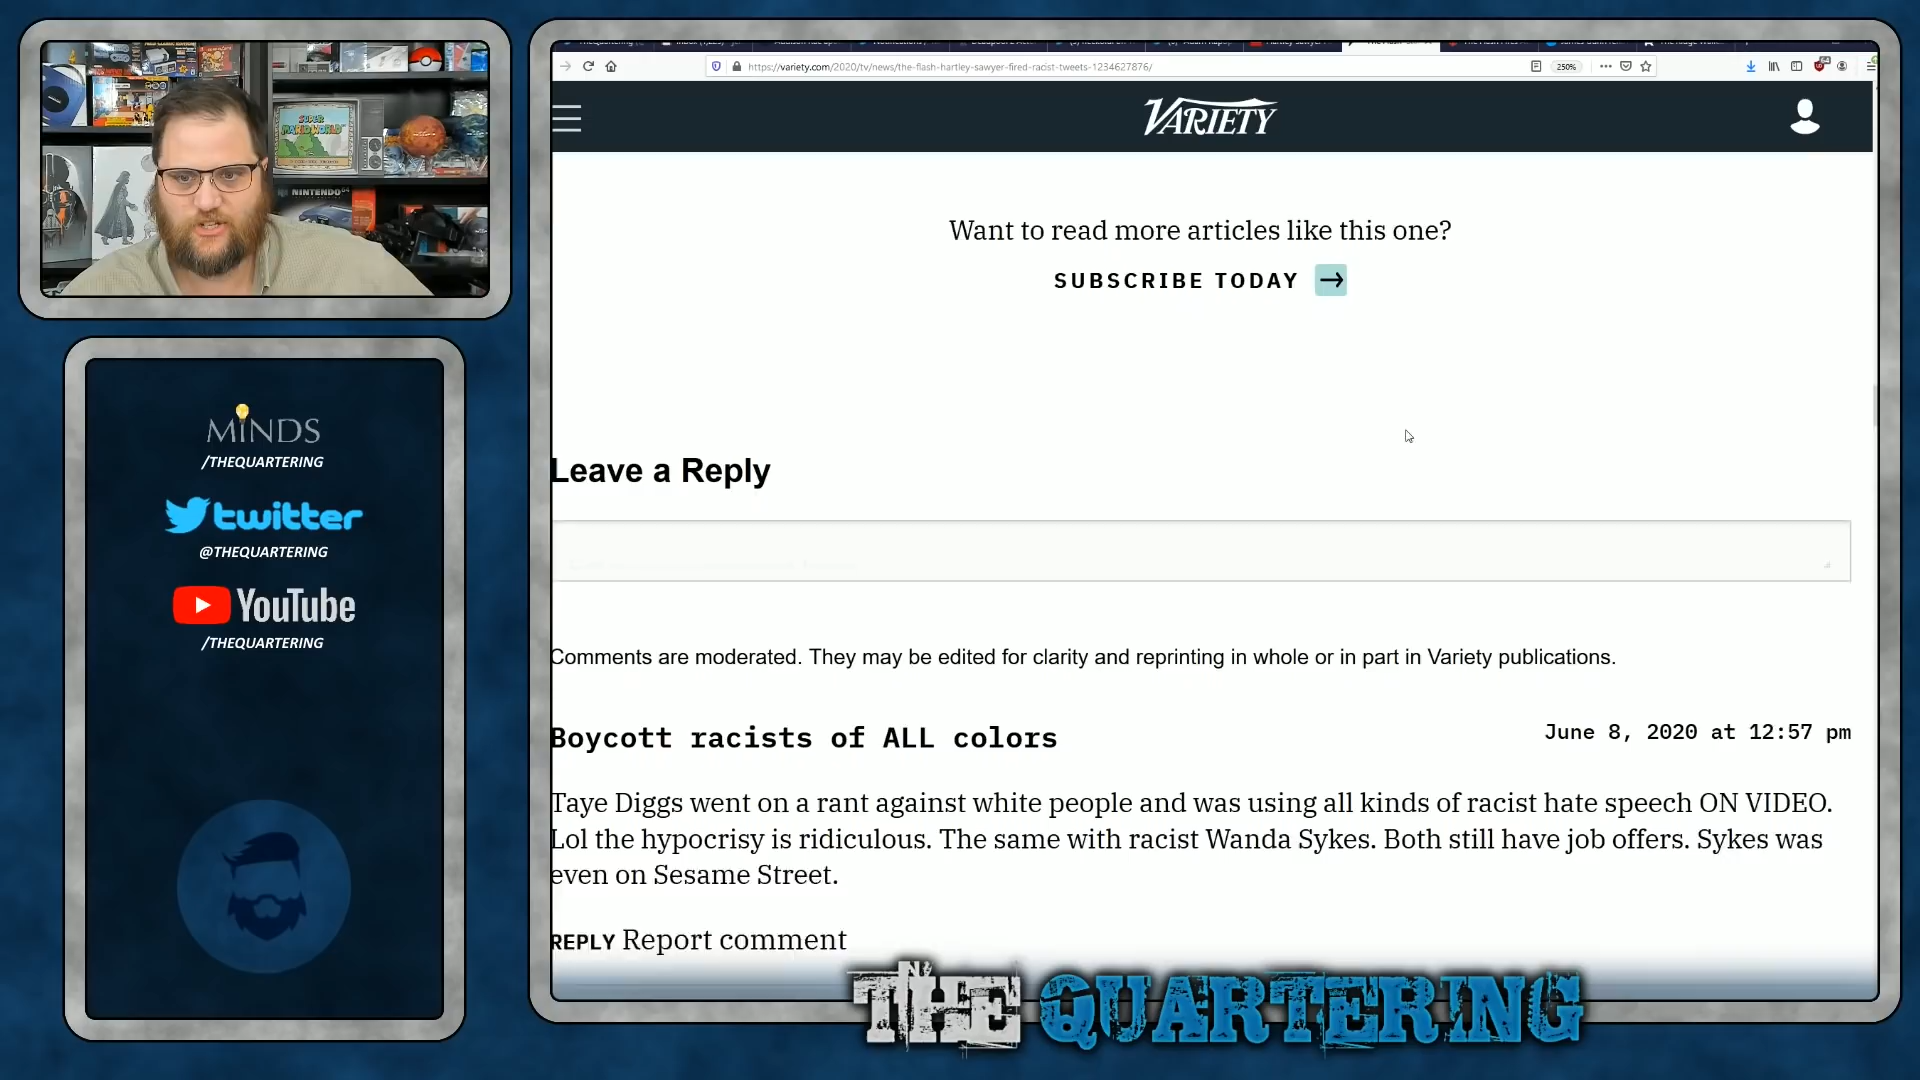 SUPER
MARIO WORLD
NINTENDO 64
MINDS
/THEQUARTERING
twitter
@THEQUARTERING
YouTube
/THEQUARTERING
https://variety.com/2020/tv/news/the-flash-hartley-sawyer-fired-racist-tweets-1234627876/
250%
VARIETY
Want to read more articles like this one?
SUBSCRIBE TODAY →
Leave a Reply
Comments are moderated. They may be edited for clarity and reprinting in whole or in part in Variety publications.
Boycott racists of ALL colors
June 8, 2020 at 12:57 pm
Taye Diggs went on a rant against white people and was using all kinds of racist hate speech ON VIDEO.
Lol the hypocrisy is ridiculous. The same with racist Wanda Sykes. Both still have job offers. Sykes was
even on Sesame Street.
REPLY Report comment
THE QUARTERING